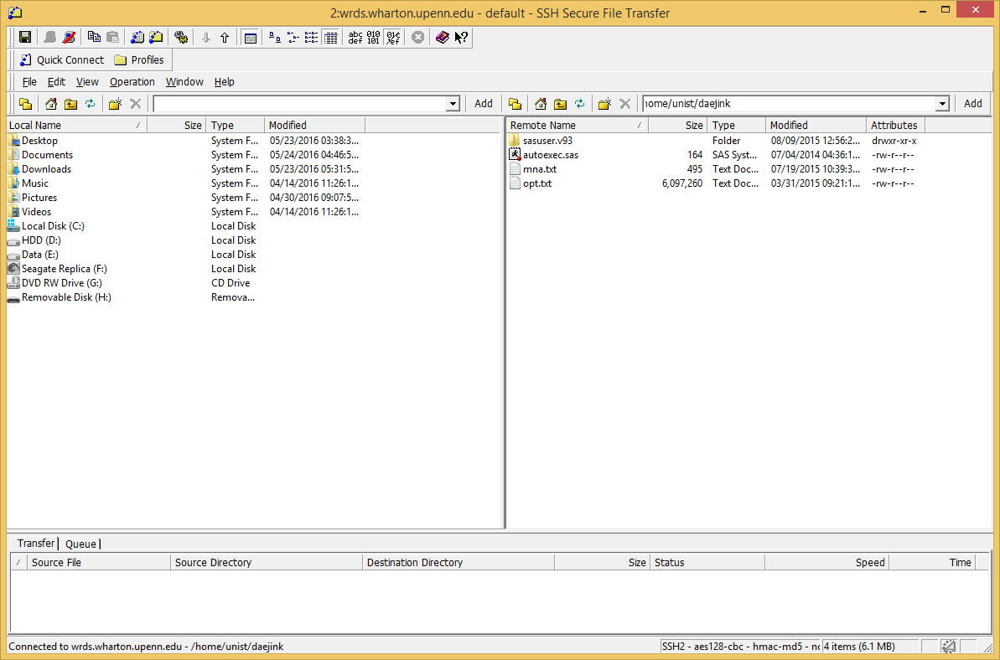 2:wrds.wharton.upenn.edu - default - SSH Secure File Transfer
abc def 010 101
Quick Connect Profiles
File Edit View Operation Window Help
Add /home/unist/daejink Add
Local Name / Size Type Modified Remote Name / Size Type Modified Attributes
Desktop System F... 05/23/2016 03:38:3... sasuser.v93 Folder 08/09/2015 12:56:2... drwxr-xr-x
Documents System F... 05/24/2016 04:46:5... autoexec.sas 164 SAS Syst... 07/04/2014 04:36:1... -rw-r--r--
Downloads System F... 05/23/2016 05:31:5... mna.txt 495 Text Doc... 07/19/2015 10:39:3... -rw-r--r--
Music System F... 04/14/2016 11:26:1... opt.txt 6,097,260 Text Doc... 03/31/2015 09:21:1... -rw-r--r--
Pictures System F... 04/30/2016 09:07:5...
Videos System F... 04/14/2016 11:26:1...
Local Disk (C:) Local Disk
HDD (D:) Local Disk
Data (E:) Local Disk
Seagate Replica (F:) Local Disk
DVD RW Drive (G:) CD Drive
Removable Disk (H:) Remova...
Transfer Queue
/ Source File Source Directory Destination Directory Size Status Speed Time
Connected to wrds.wharton.upenn.edu - /home/unist/daejink SSH2 - aes128-cbc - hmac-md5 - nc 4 items (6.1 MB)